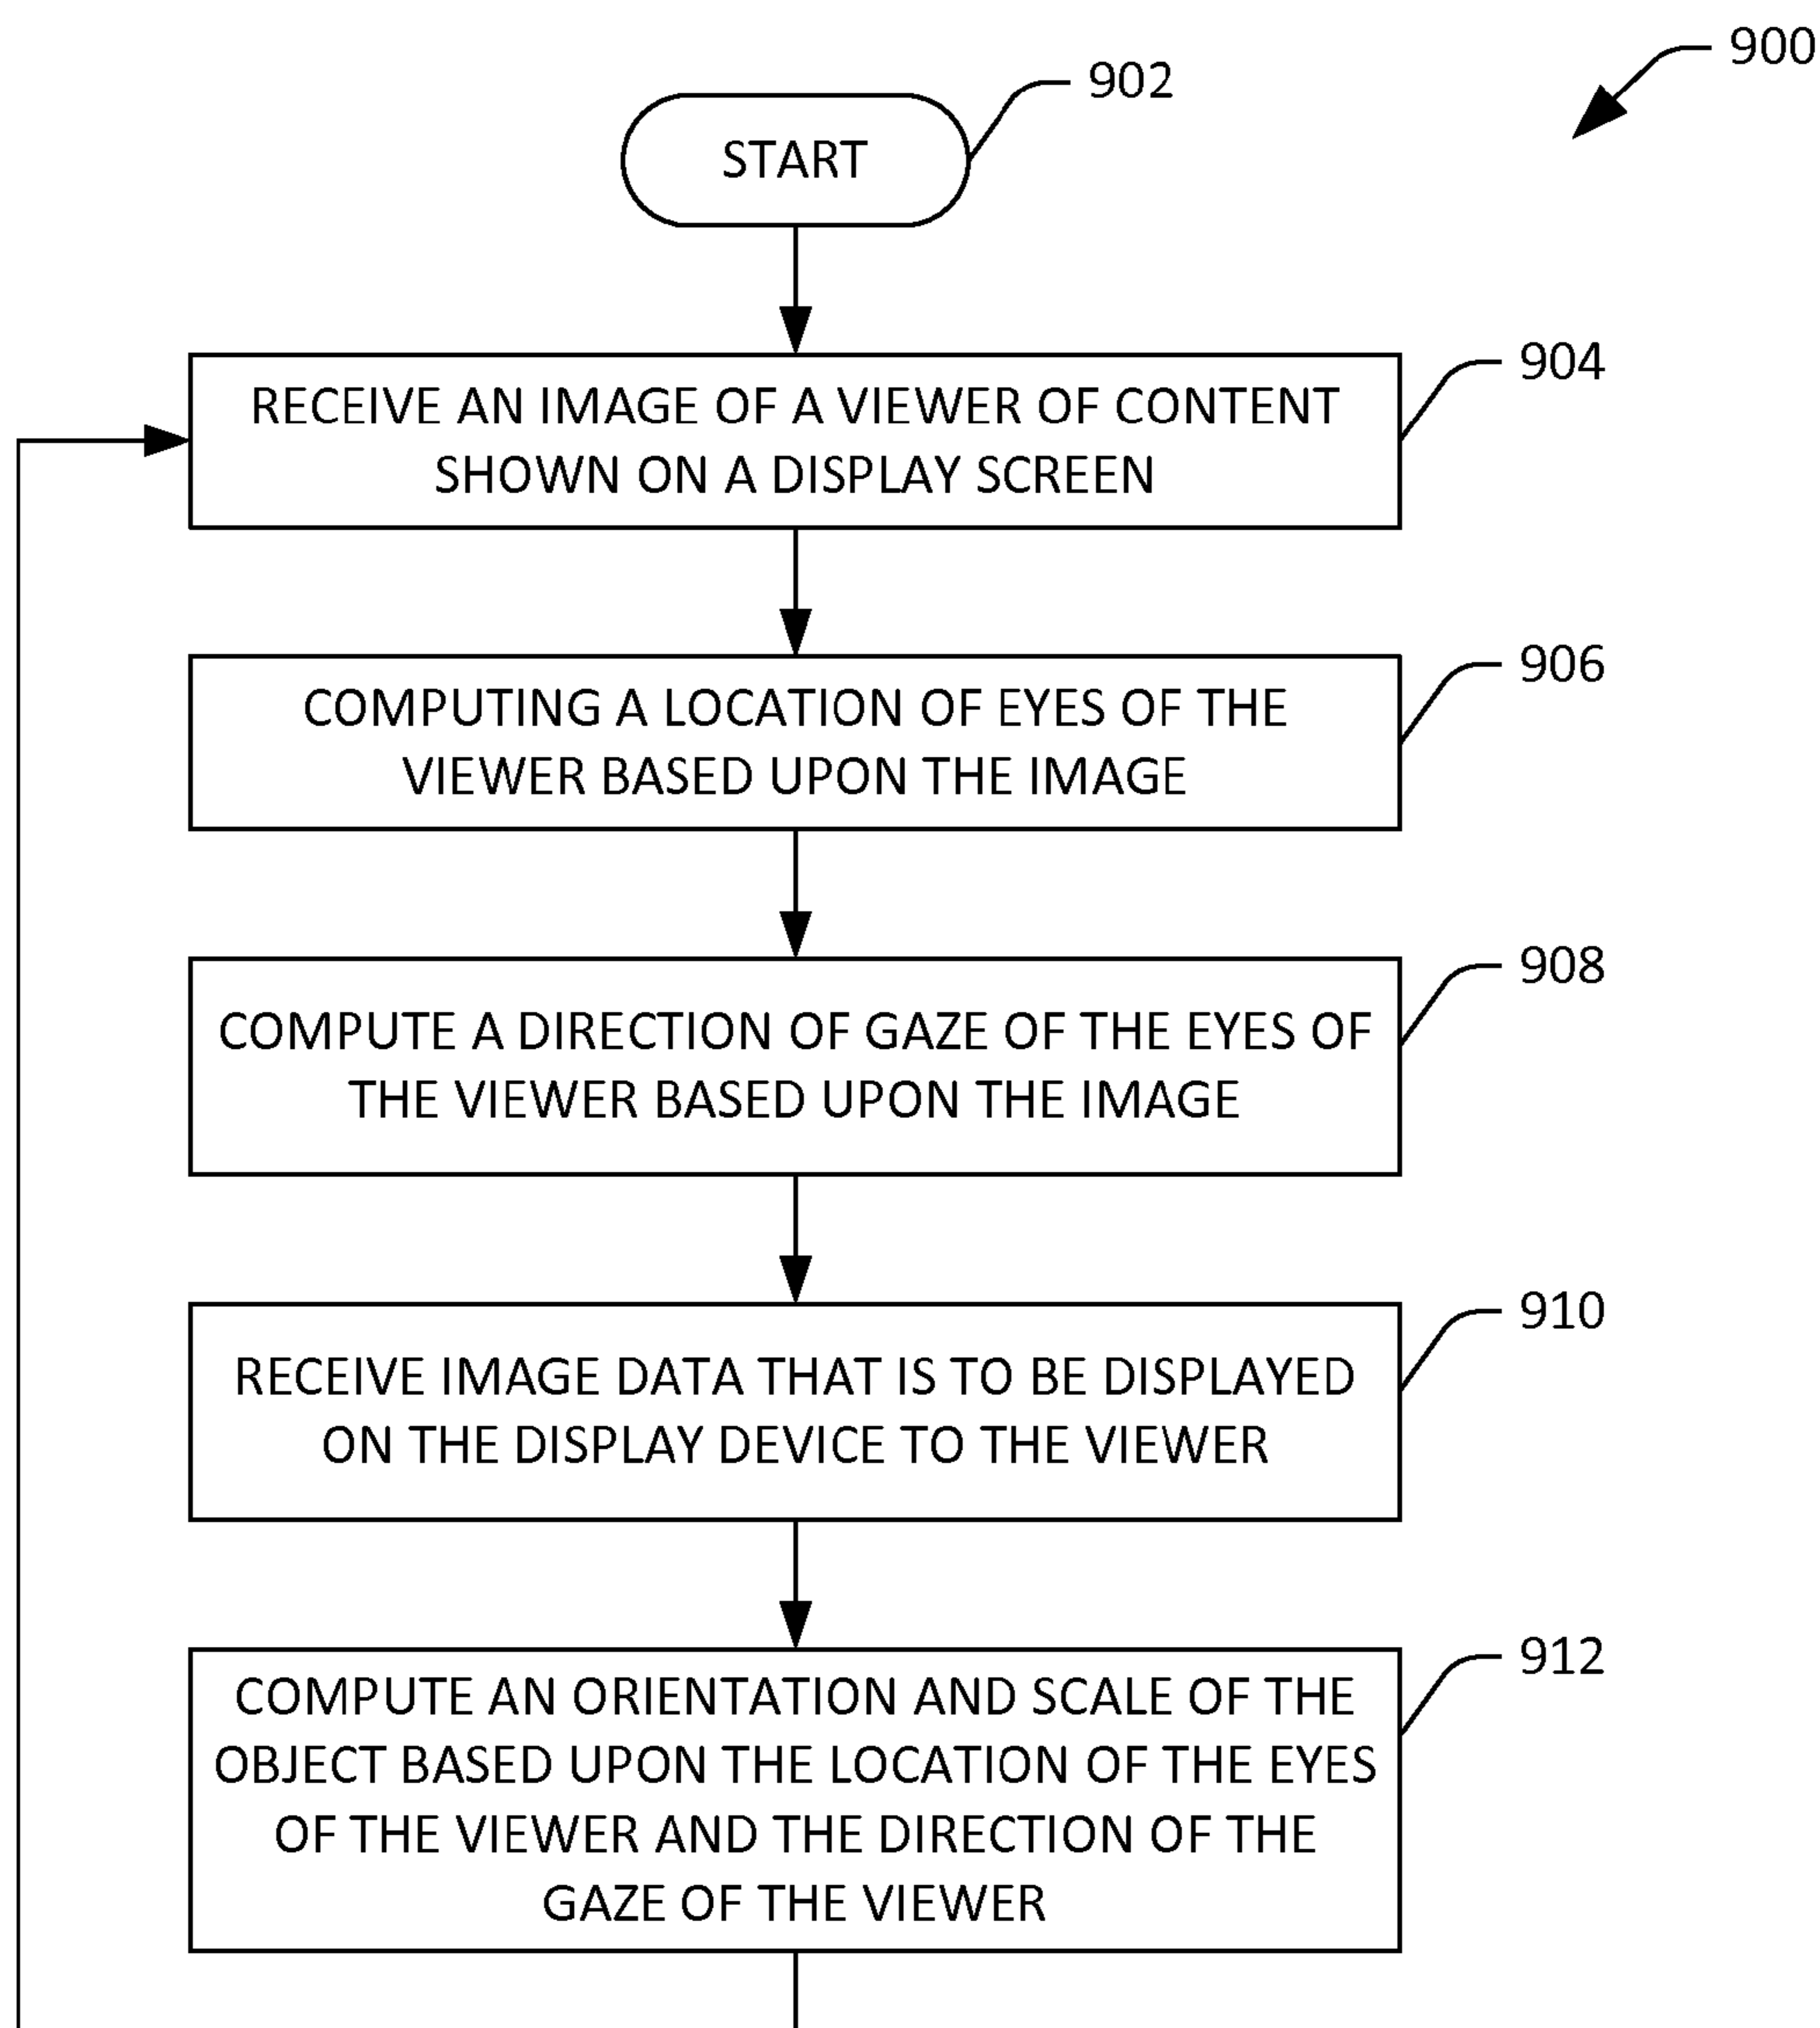 900
902
START
904
RECEIVE AN IMAGE OF A VIEWER OF CONTENT
SHOWN ON A DISPLAY SCREEN
906
COMPUTING A LOCATION OF EYES OF THE
VIEWER BASED UPON THE IMAGE
908
COMPUTE A DIRECTION OF GAZE OF THE EYES OF
THE VIEWER BASED UPON THE IMAGE
910
RECEIVE IMAGE DATA THAT IS TO BE DISPLAYED
ON THE DISPLAY DEVICE TO THE VIEWER
912
COMPUTE AN ORIENTATION AND SCALE OF THE
OBJECT BASED UPON THE LOCATION OF THE EYES
OF THE VIEWER AND THE DIRECTION OF THE
GAZE OF THE VIEWER